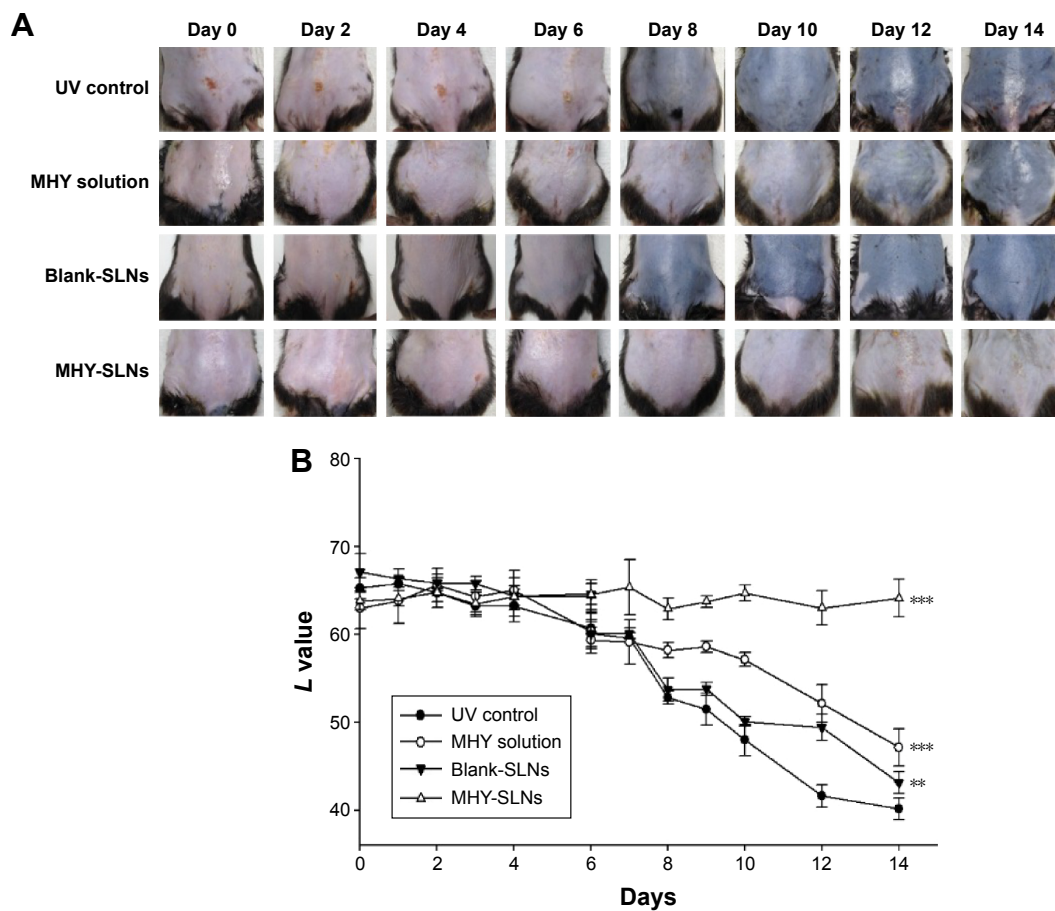 A
Day 0 Day 2 Day 4 Day 6 Day 8 Day 10 Day 12 Day 14
UV control
MHY solution
Blank-SLNs
MHY-SLNs
B
80
70
60
50
40
L value
UV control
MHY solution
Blank-SLNs
MHY-SLNs
***
***
**
0 2 4 6 8 10 12 14
Days